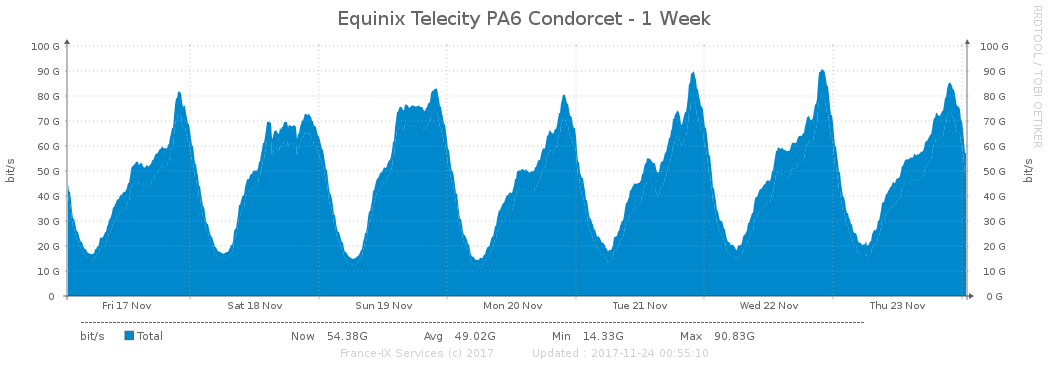 Equinix Telecity PA6 Condorcet - 1 Week
RRDTOOL / TOBI OETIKER
bit/s
bit/s
100 G 100 G
90 G 90 G
80 G 80 G
70 G 70 G
60 G 60 G
50 G 50 G
40 G 40 G
30 G 30 G
20 G 20 G
10 G 10 G
0 0 G
Fri 17 Nov Sat 18 Nov Sun 19 Nov Mon 20 Nov Tue 21 Nov Wed 22 Nov Thu 23 Nov
bit/s Total Now 54.38G Avg 49.02G Min 14.33G Max 90.83G
France-IX Services (c) 2017 Updated : 2017-11-24 00:55:10